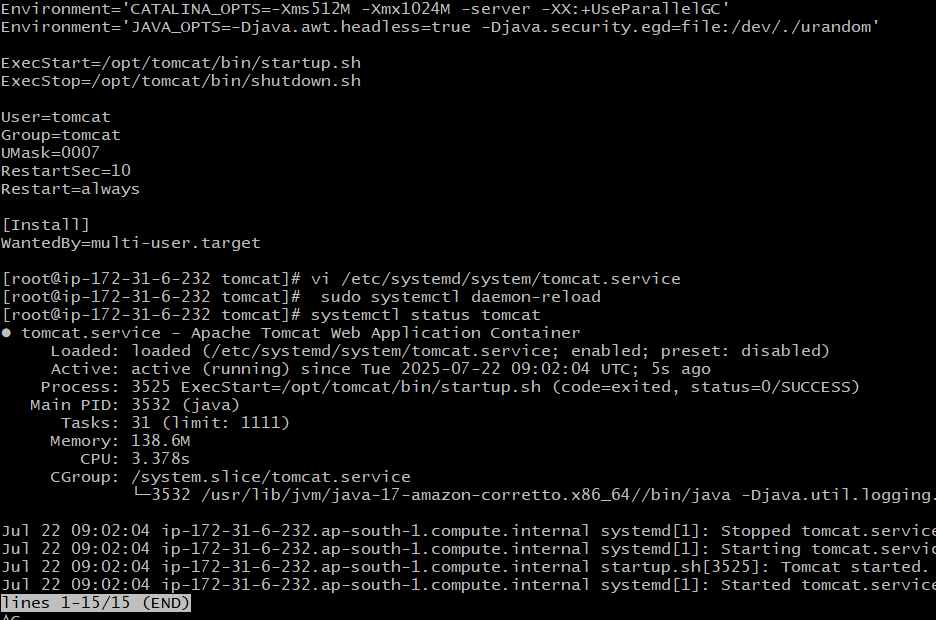 Environment='CATALINA_OPTS=-Xms512M -Xmx1024M -server -XX:+UseParallelGC'
Environment='JAVA_OPTS=-Djava.awt.headless=true -Djava.security.egd=file:/dev/./urandom'
ExecStart=/opt/tomcat/bin/startup.sh
ExecStop=/opt/tomcat/bin/shutdown.sh
User=tomcat
Group=tomcat
UMask=0007
RestartSec=10
Restart=always
[Install]
WantedBy=multi-user.target
[root@ip-172-31-6-232 tomcat]# vi /etc/systemd/system/tomcat.service
[root@ip-172-31-6-232 tomcat]#  sudo systemctl daemon-reload
[root@ip-172-31-6-232 tomcat]# systemctl status tomcat
● tomcat.service - Apache Tomcat Web Application Container
     Loaded: loaded (/etc/systemd/system/tomcat.service; enabled; preset: disabled)
     Active: active (running) since Tue 2025-07-22 09:02:04 UTC; 5s ago
    Process: 3525 ExecStart=/opt/tomcat/bin/startup.sh (code=exited, status=0/SUCCESS)
   Main PID: 3532 (java)
      Tasks: 31 (limit: 1111)
     Memory: 138.6M
        CPU: 3.378s
     CGroup: /system.slice/tomcat.service
             └─3532 /usr/lib/jvm/java-17-amazon-corretto.x86_64//bin/java -Djava.util.logging.
Jul 22 09:02:04 ip-172-31-6-232.ap-south-1.compute.internal systemd[1]: Stopped tomcat.service
Jul 22 09:02:04 ip-172-31-6-232.ap-south-1.compute.internal systemd[1]: Starting tomcat.servic
Jul 22 09:02:04 ip-172-31-6-232.ap-south-1.compute.internal startup.sh[3525]: Tomcat started.
Jul 22 09:02:04 ip-172-31-6-232.ap-south-1.compute.internal systemd[1]: Started tomcat.service
lines 1-15/15 (END)